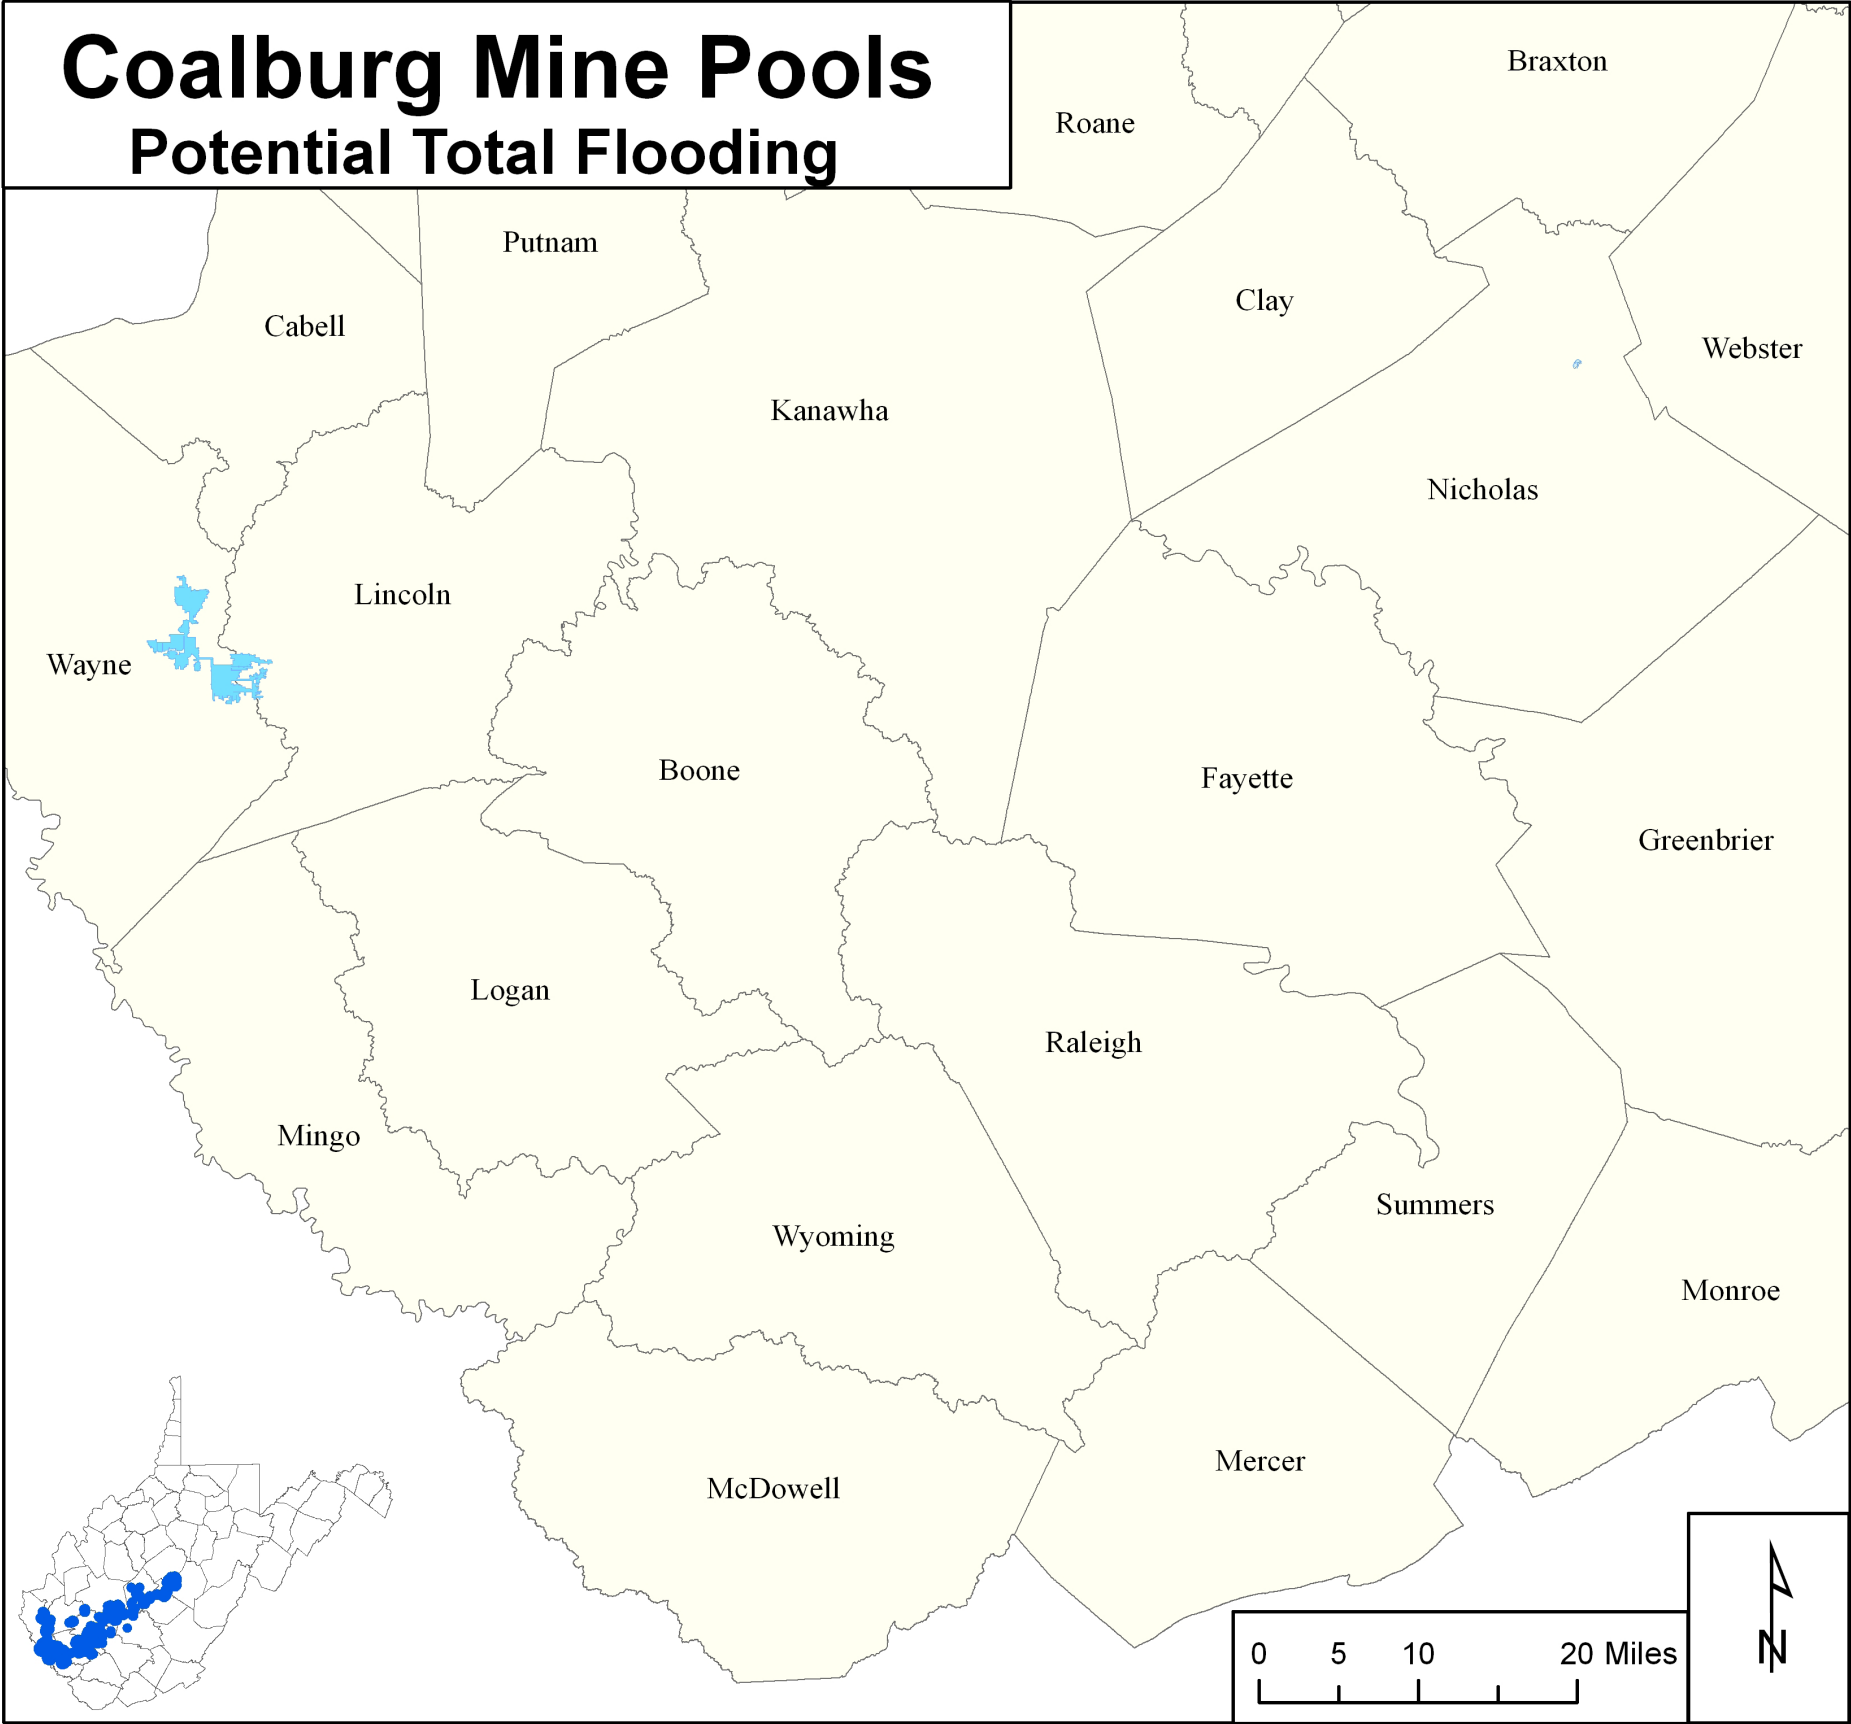 Coalburg Mine Pools
Potential Total Flooding
Braxton
Roane
Putnam
Clay
Cabell
Webster
Kanawha
Nicholas
Lincoln
Wayne
Boone
Fayette
Greenbrier
Logan
Raleigh
Mingo
Summers
Wyoming
Monroe
Mercer
McDowell
0 5 10 20 Miles
N